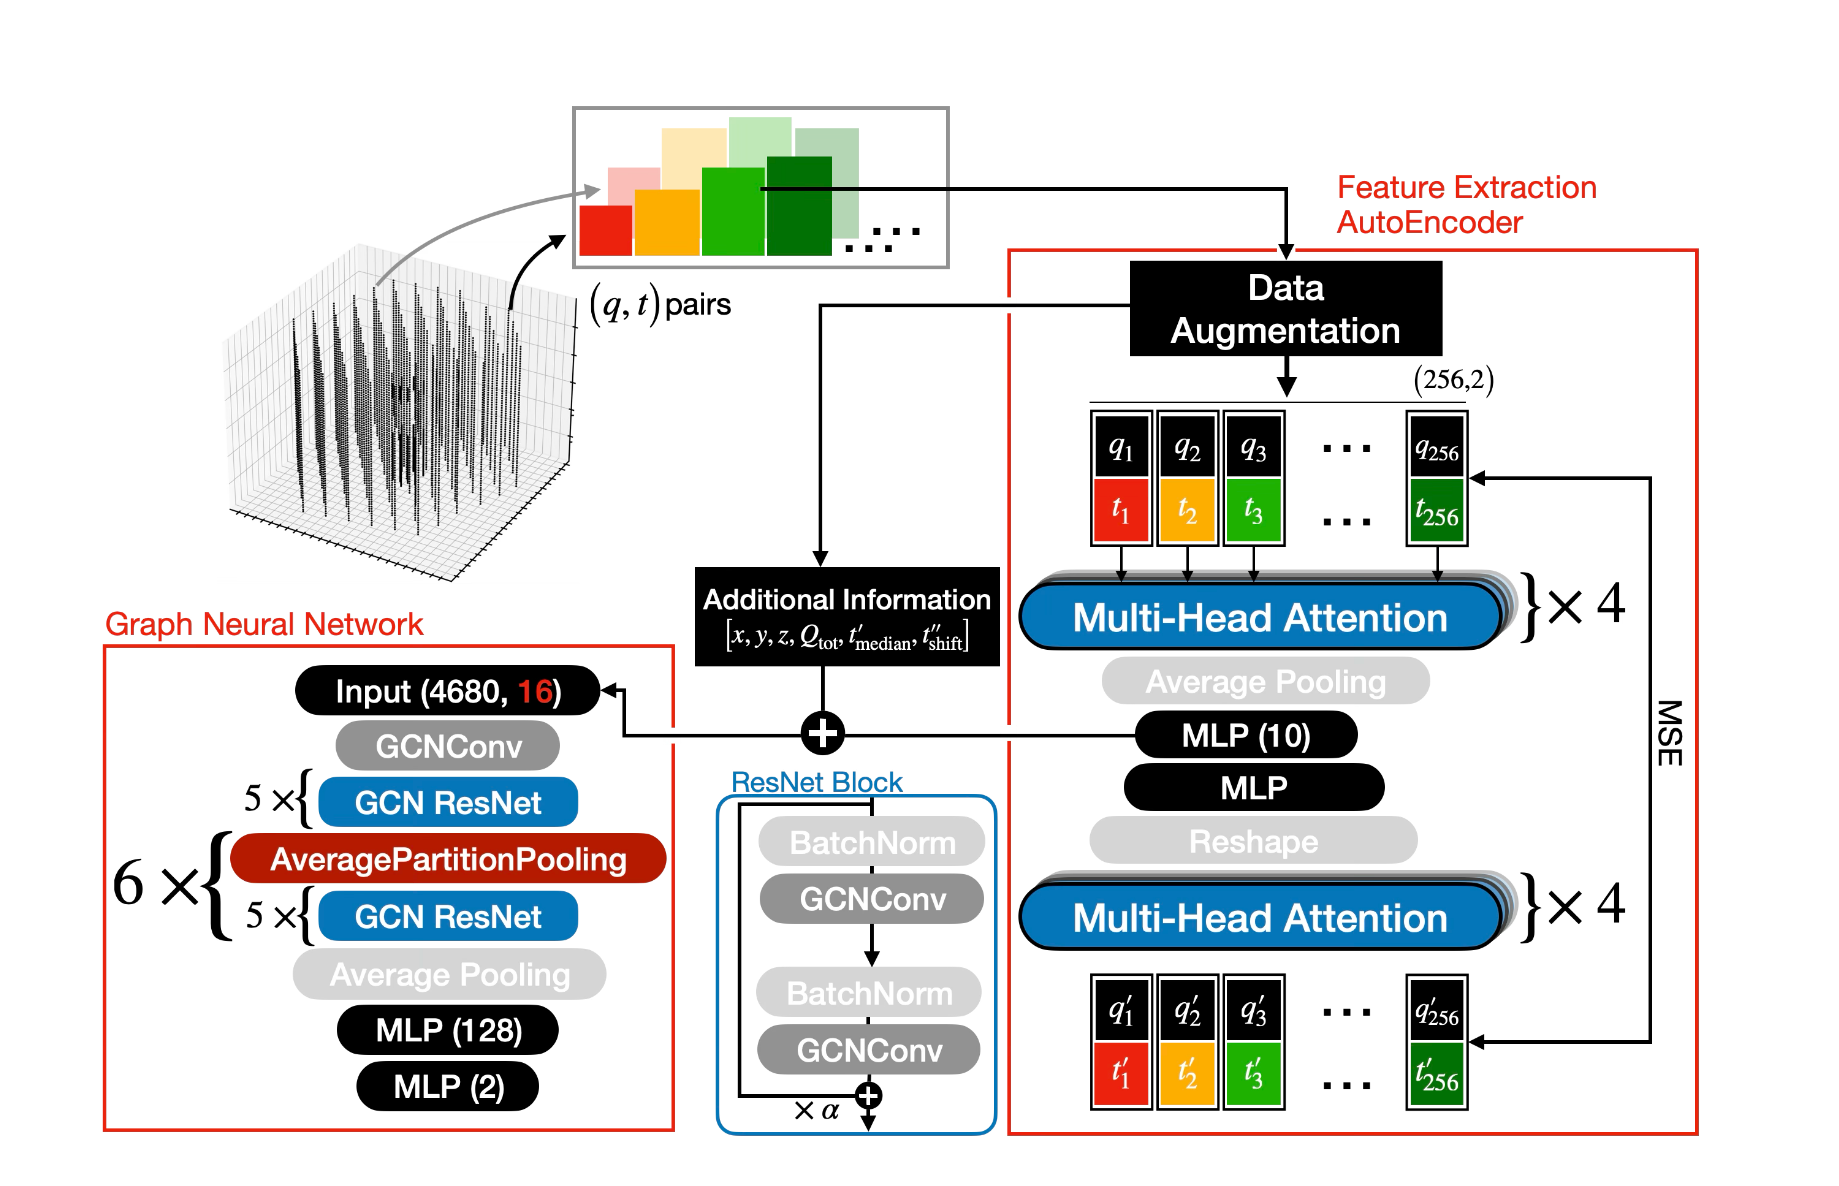 (q, t) pairs
Feature Extraction
AutoEncoder
Data
Augmentation
(256,2)
q₁ q₂ q₃ ... q₂₅₆
t₁ t₂ t₃ ... t₂₅₆
Multi-Head Attention } × 4
Average Pooling
MLP (10)
MLP
Reshape
Multi-Head Attention } × 4
q′₁ q′₂ q′₃ ... q′₂₅₆
t′₁ t′₂ t′₃ ... t′₂₅₆
MSE
Additional Information
[x, y, z, Q_tot, t′_median, t″_shift]
+
Graph Neural Network
Input (4680, 16)
GCNConv
5 ×{ GCN ResNet
6 ×{ AveragePartitionPooling
5 ×{ GCN ResNet
Average Pooling
MLP (128)
MLP (2)
ResNet Block
BatchNorm
GCNConv
BatchNorm
GCNConv
+
× α